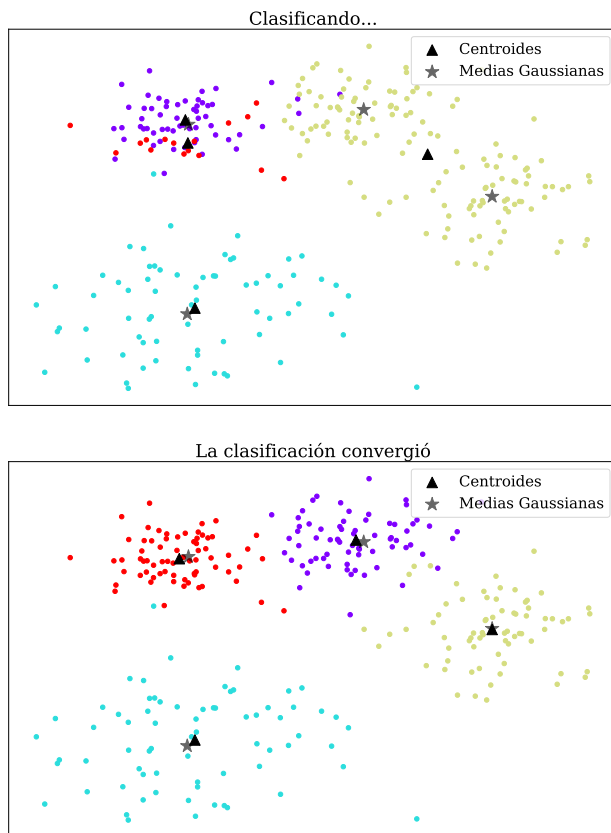 Clasificando...
Centroides
Medias Gaussianas
La clasificación convergió
Centroides
Medias Gaussianas